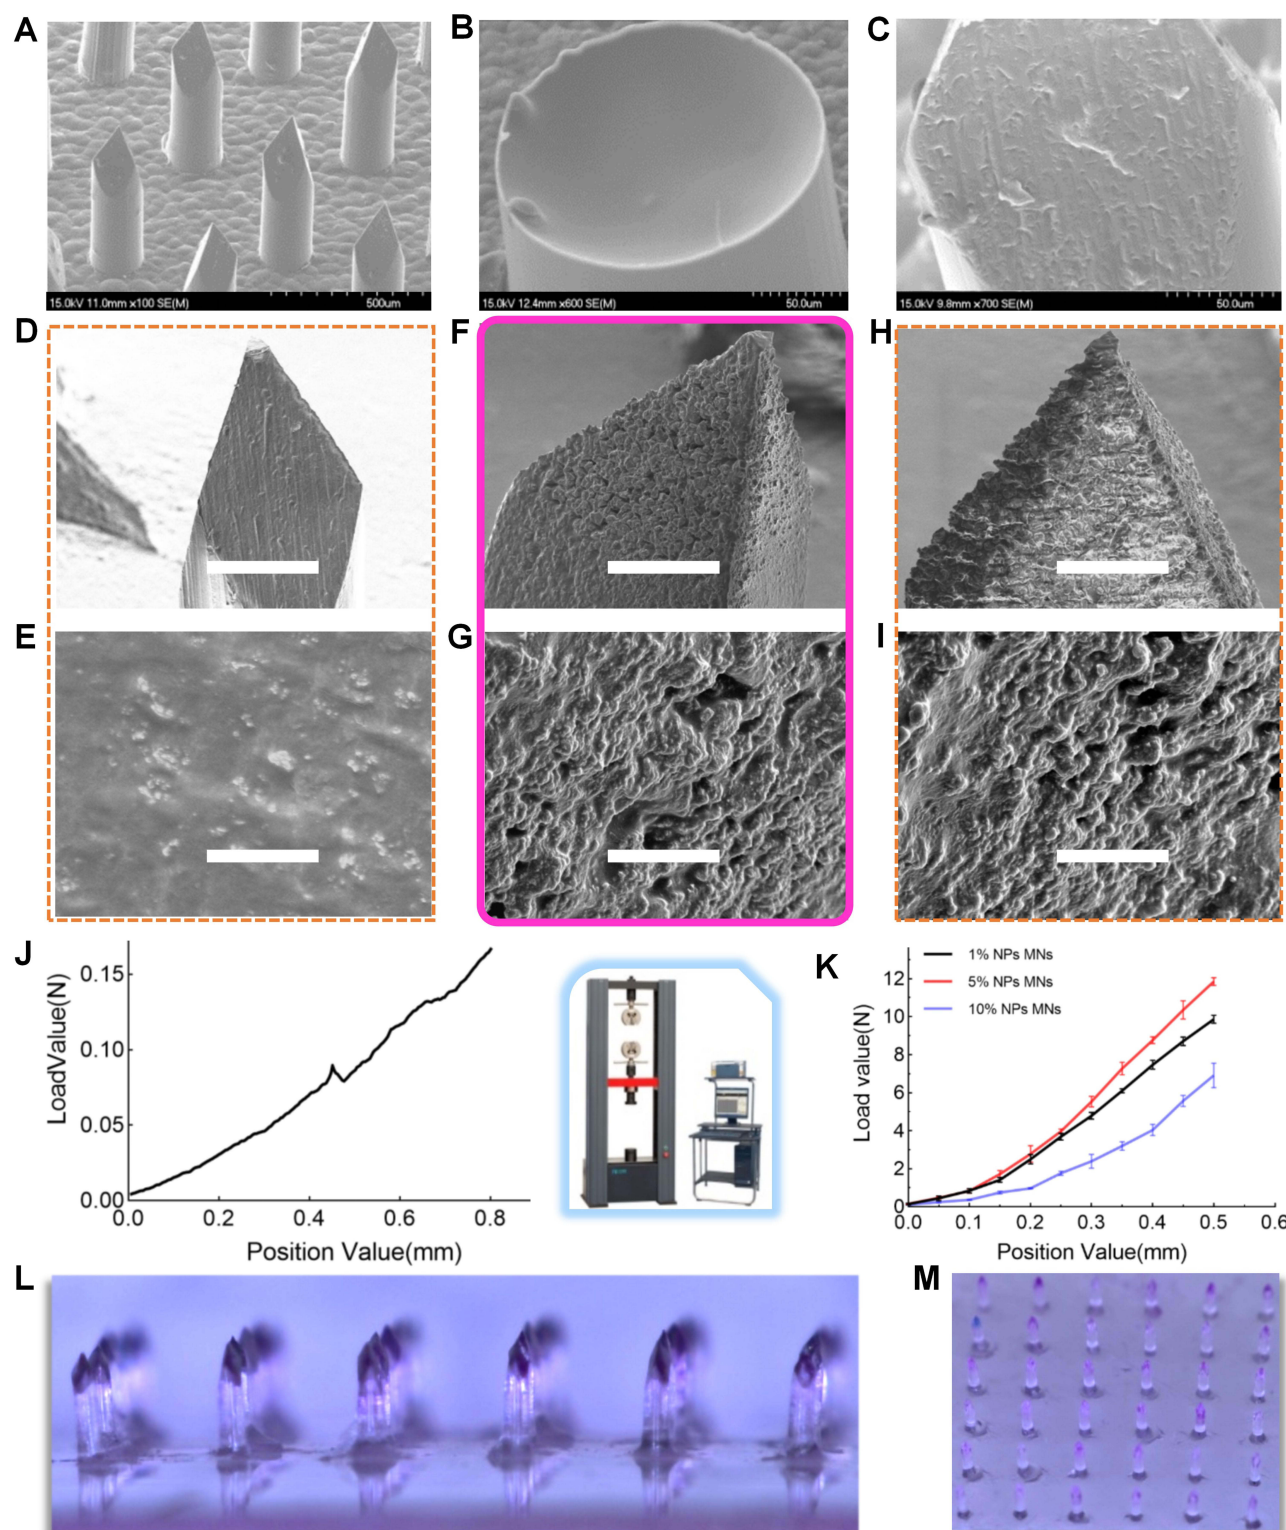 A
B
C
15.0kV 11.0mm x100 SE(M)
500um
15.0kV 12.4mm x600 SE(M)
50.0um
15.0kV 9.8mm x700 SE(M)
50.0um
D
F
H
E
G
I
J
LoadValue(N)
0.15
0.10
0.05
0.00
0.0
0.2
0.4
0.6
0.8
Position Value(mm)
K
1% NPs MNs
5% NPs MNs
10% NPs MNs
Load value(N)
12
10
8
6
4
2
0
0.0
0.1
0.2
0.3
0.4
0.5
0.6
Position Value(mm)
L
M